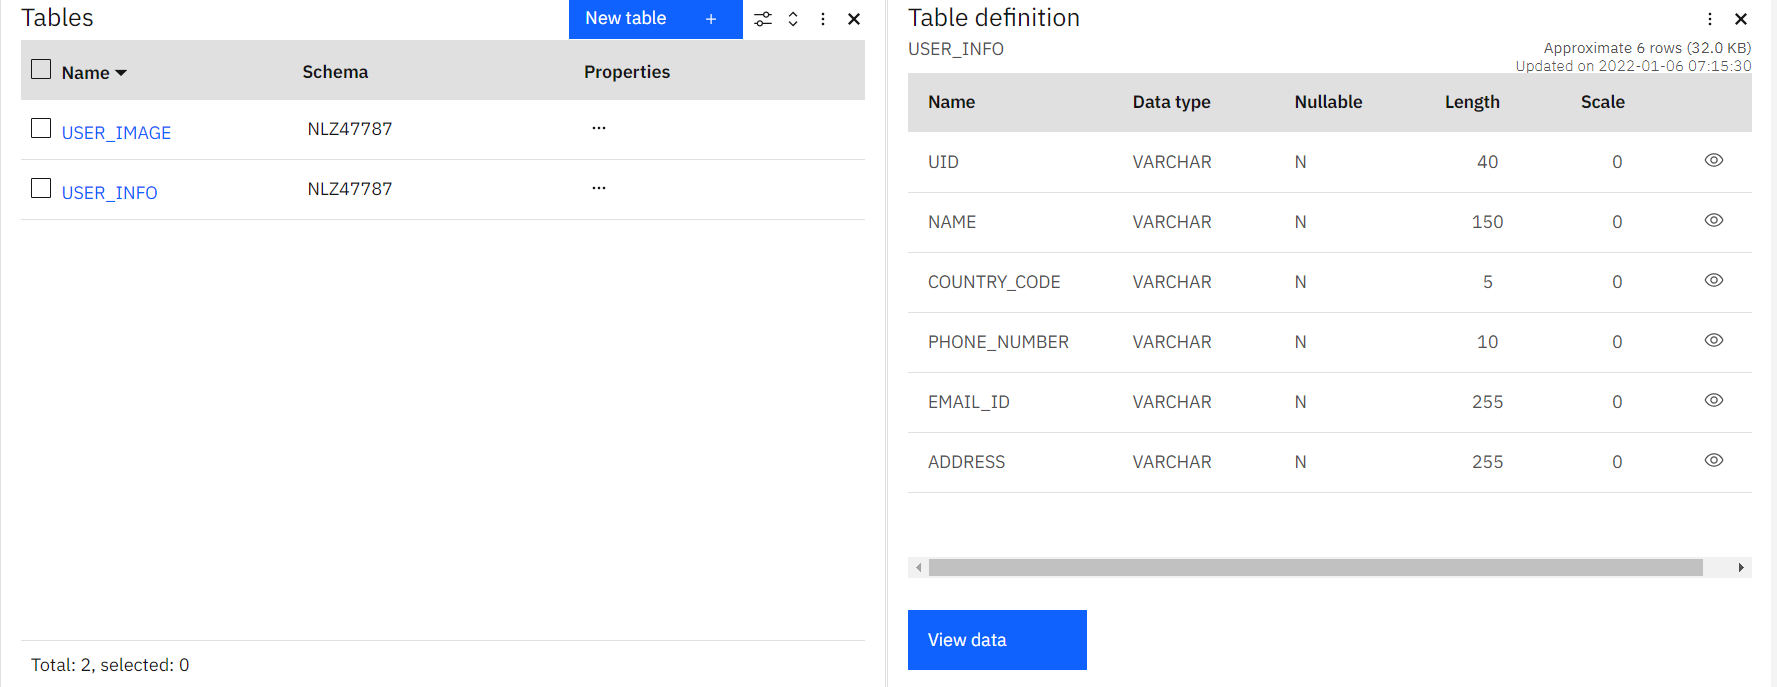 Tables
New table +
Name Schema Properties
USER_IMAGE NLZ47787 ...
USER_INFO NLZ47787 ...
Total: 2, selected: 0
Table definition
USER_INFO
Approximate 6 rows (32.0 KB)
Updated on 2022-01-06 07:15:30
Name Data type Nullable Length Scale
UID VARCHAR N 40 0
NAME VARCHAR N 150 0
COUNTRY_CODE VARCHAR N 5 0
PHONE_NUMBER VARCHAR N 10 0
EMAIL_ID VARCHAR N 255 0
ADDRESS VARCHAR N 255 0
View data